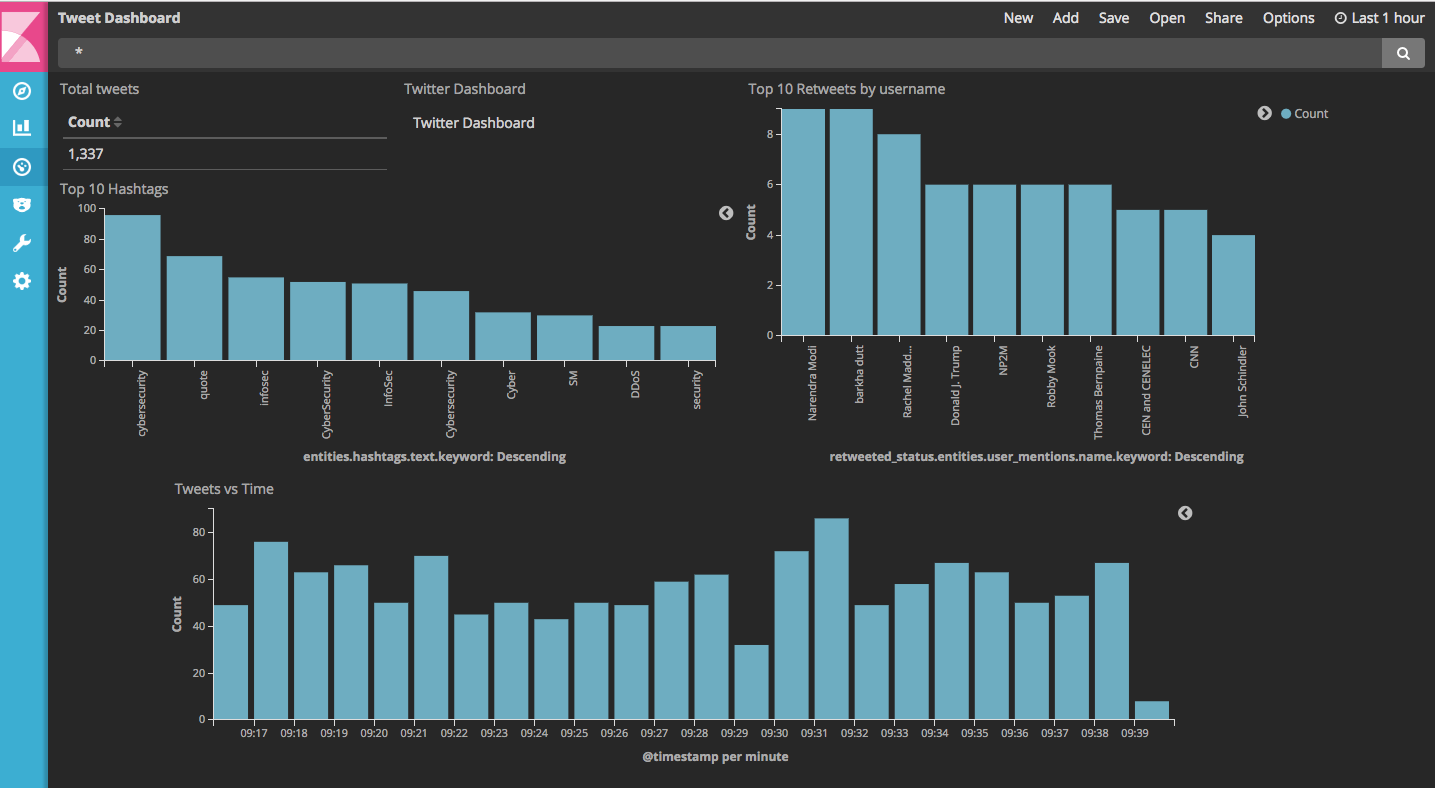 Tweet Dashboard
New Add Save Open Share Options Last 1 hour
*
Total tweets
Count
1,337
Twitter Dashboard
Twitter Dashboard
Top 10 Hashtags
100
80
60
40
20
0
Count
cybersecurity
quote
infosec
CyberSecurity
InfoSec
Cybersecurity
Cyber
SM
DDoS
security
entities.hashtags.text.keyword: Descending
Top 10 Retweets by username
Count
8
6
4
2
0
Count
Narendra Modi
barkha dutt
Rachel Madd...
Donald J. Trump
NP2M
Robby Mook
Thomas Bernpaine
CEN and CENELEC
CNN
John Schindler
retweeted_status.entities.user_mentions.name.keyword: Descending
Tweets vs Time
80
60
40
20
0
Count
09:17 09:18 09:19 09:20 09:21 09:22 09:23 09:24 09:25 09:26 09:27 09:28 09:29 09:30 09:31 09:32 09:33 09:34 09:35 09:36 09:37 09:38 09:39
@timestamp per minute